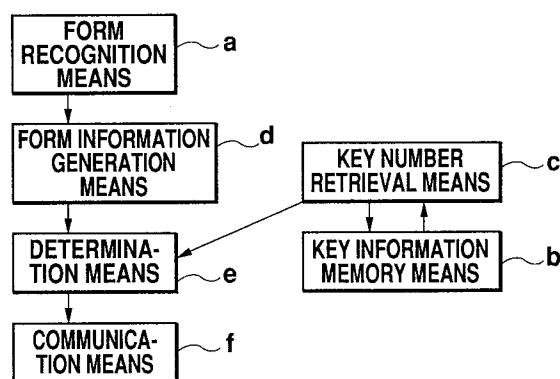 FORM
RECOGNITION
MEANS
a
FORM INFORMATION
GENERATION
MEANS
d
KEY NUMBER
RETRIEVAL MEANS
c
DETERMINA-
TION MEANS
e
KEY INFORMATION
MEMORY MEANS
b
COMMUNICA-
TION MEANS
f